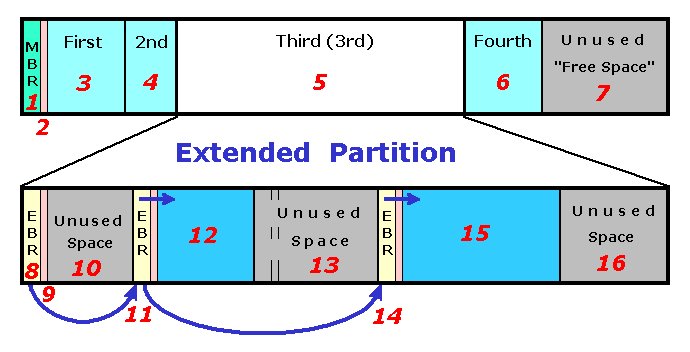 M
B
R
1
2
First
3
2nd
4
Third (3rd)
5
Fourth
6
Unused
"Free Space"
7
Extended Partition
E
B
R
8
9
Unused
Space
10
E
B
R
11
12
Unused
Space
13
E
B
R
14
15
Unused
Space
16